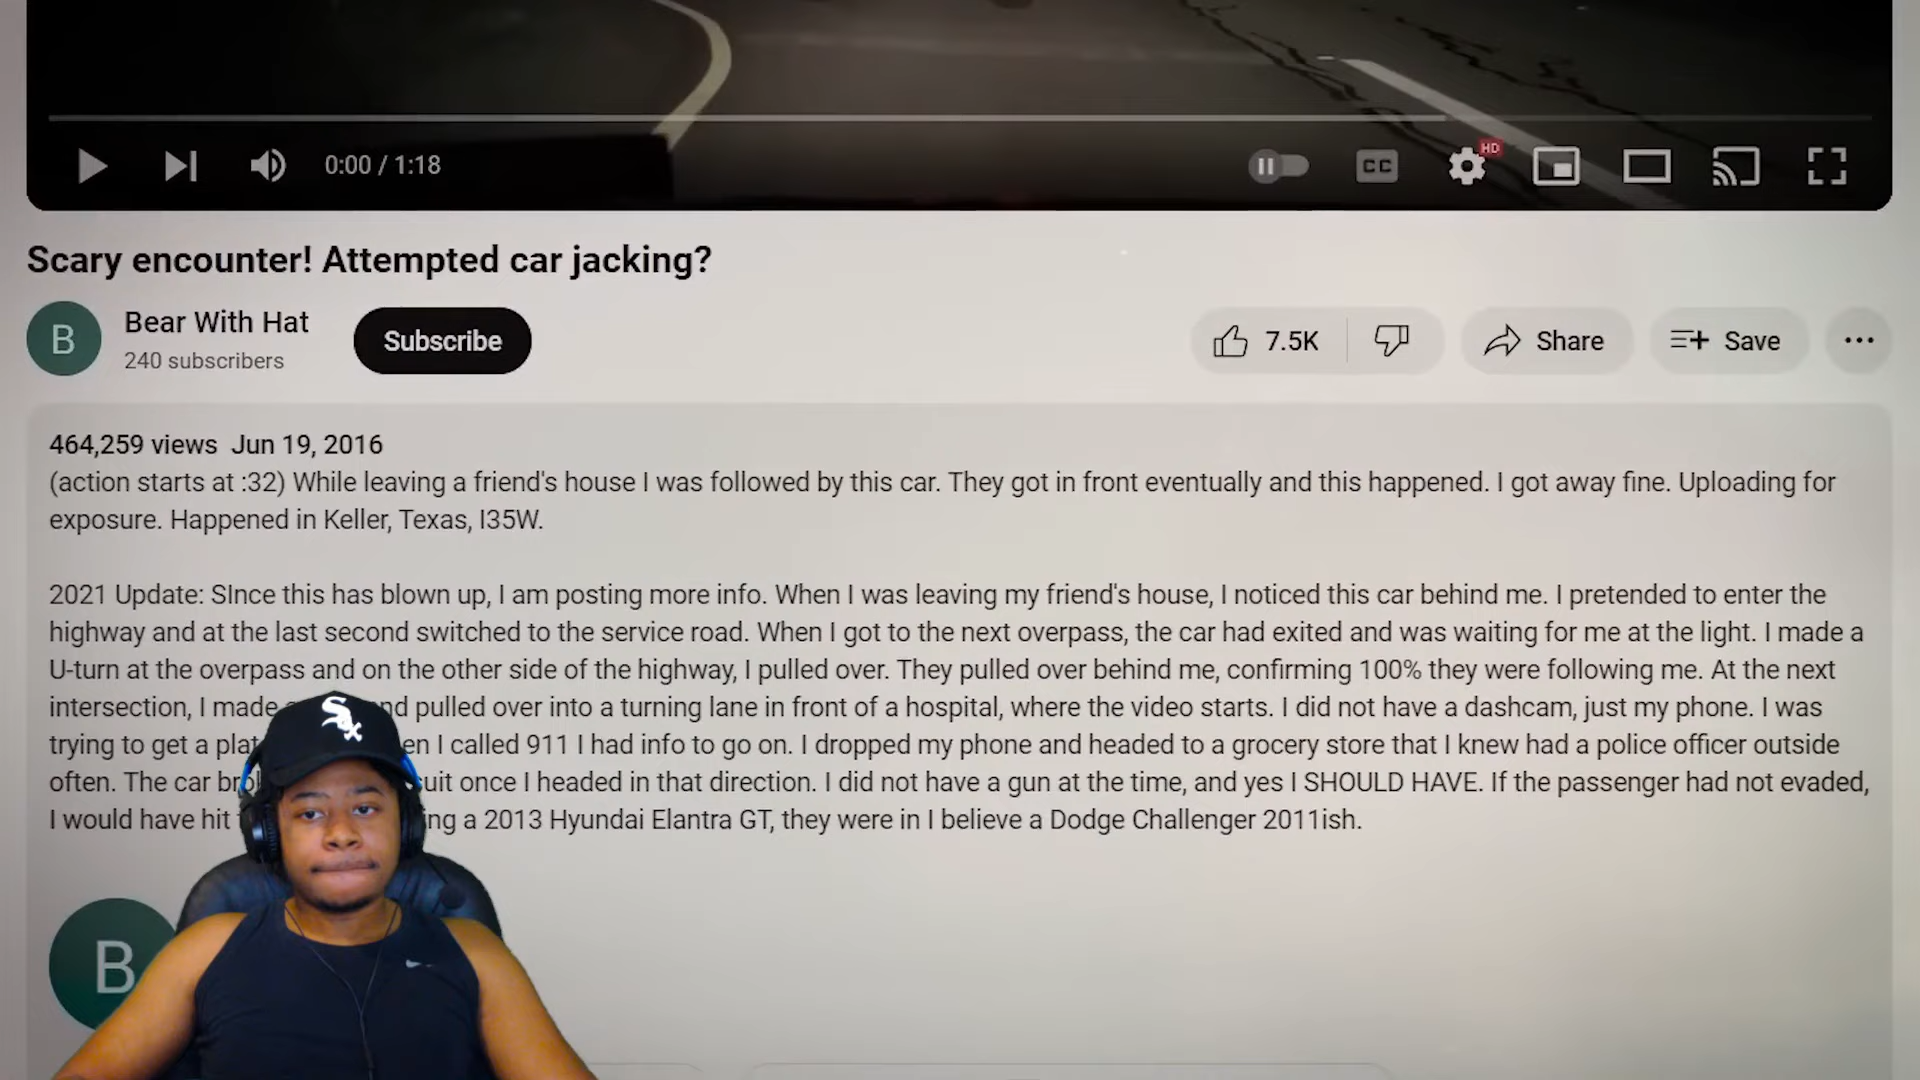 0:00 / 1:18
CC
HD
Scary encounter! Attempted car jacking?
B
Bear With Hat
240 subscribers
Subscribe
7.5K
Share
Save
464,259 views Jun 19, 2016
(action starts at :32) While leaving a friend's house I was followed by this car. They got in front eventually and this happened. I got away fine. Uploading for
exposure. Happened in Keller, Texas, I35W.
2021 Update: SInce this has blown up, I am posting more info. When I was leaving my friend's house, I noticed this car behind me. I pretended to enter the
highway and at the last second switched to the service road. When I got to the next overpass, the car had exited and was waiting for me at the light. I made a
U-turn at the overpass and on the other side of the highway, I pulled over. They pulled over behind me, confirming 100% they were following me. At the next
intersection, I made nd pulled over into a turning lane in front of a hospital, where the video starts. I did not have a dashcam, just my phone. I was
trying to get a plat en I called 911 I had info to go on. I dropped my phone and headed to a grocery store that I knew had a police officer outside
often. The car bro suit once I headed in that direction. I did not have a gun at the time, and yes I SHOULD HAVE. If the passenger had not evaded,
I would have hit ing a 2013 Hyundai Elantra GT, they were in I believe a Dodge Challenger 2011ish.
Sox
B